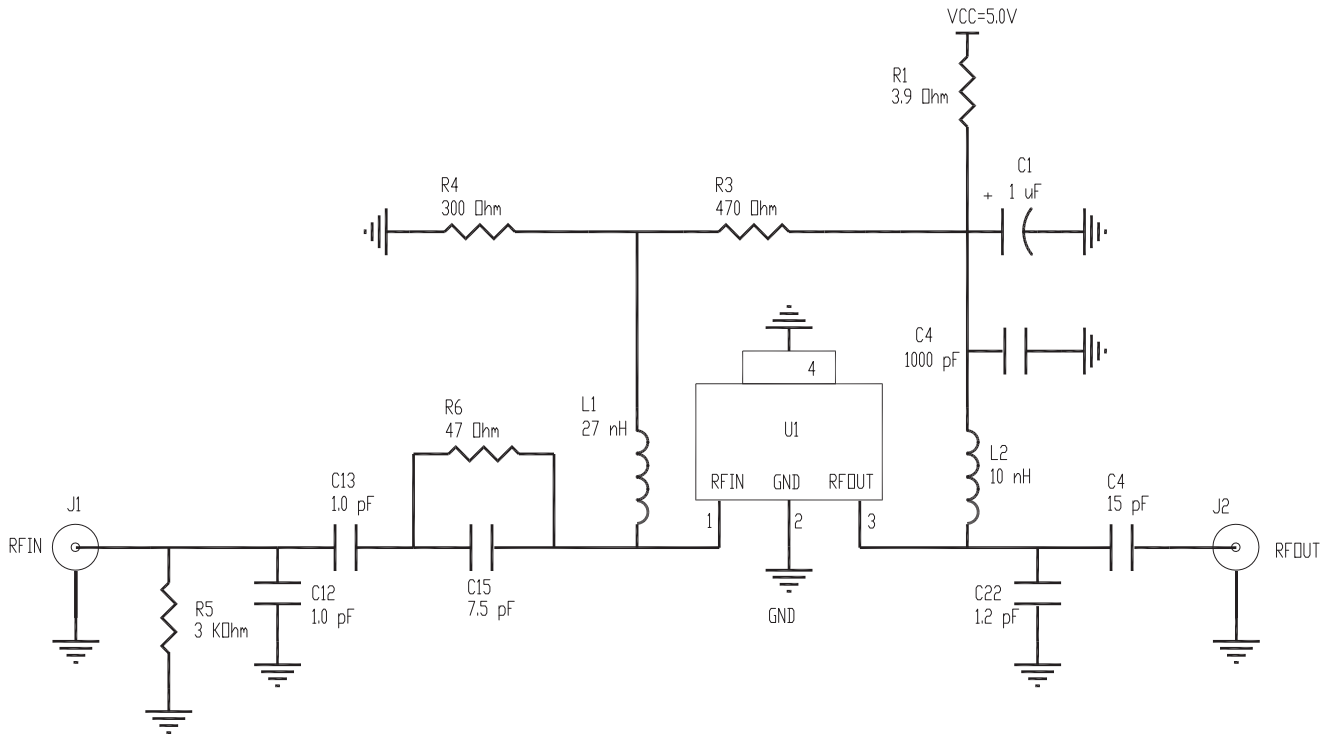 VCC=5.0V
R1
3.9 Ohm
C1
+ 1 uF
R4
300 Ohm
R3
470 Ohm
C4
1000 pF
4
R6
47 Ohm
L1
27 nH
U1
L2
10 nH
RFIN GND RFOUT
1 2 3
C13
1.0 pF
C4
15 pF
J1
J2
RFIN
RFOUT
C12
1.0 pF
C15
7.5 pF
R5
3 KOhm
C22
1.2 pF
GND